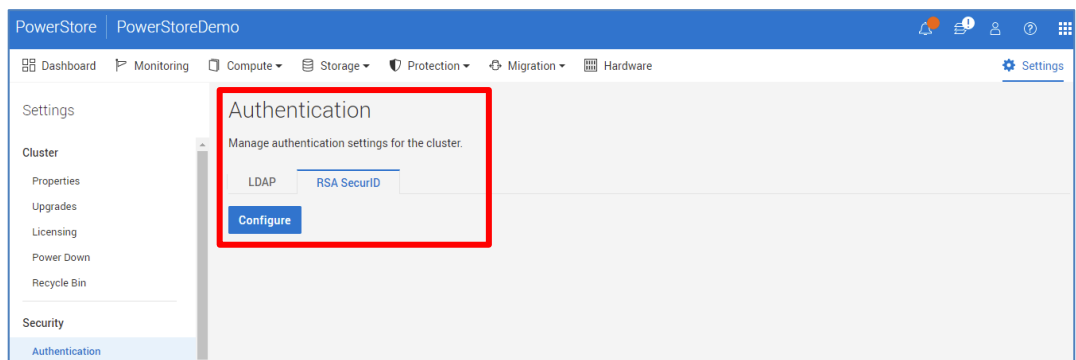 PowerStore PowerStoreDemo
Dashboard Monitoring Compute Storage Protection Migration Hardware Settings
Settings
Authentication
Manage authentication settings for the cluster.
Cluster
LDAP RSA SecurID
Properties
Upgrades
Configure
Licensing
Power Down
Recycle Bin
Security
Authentication